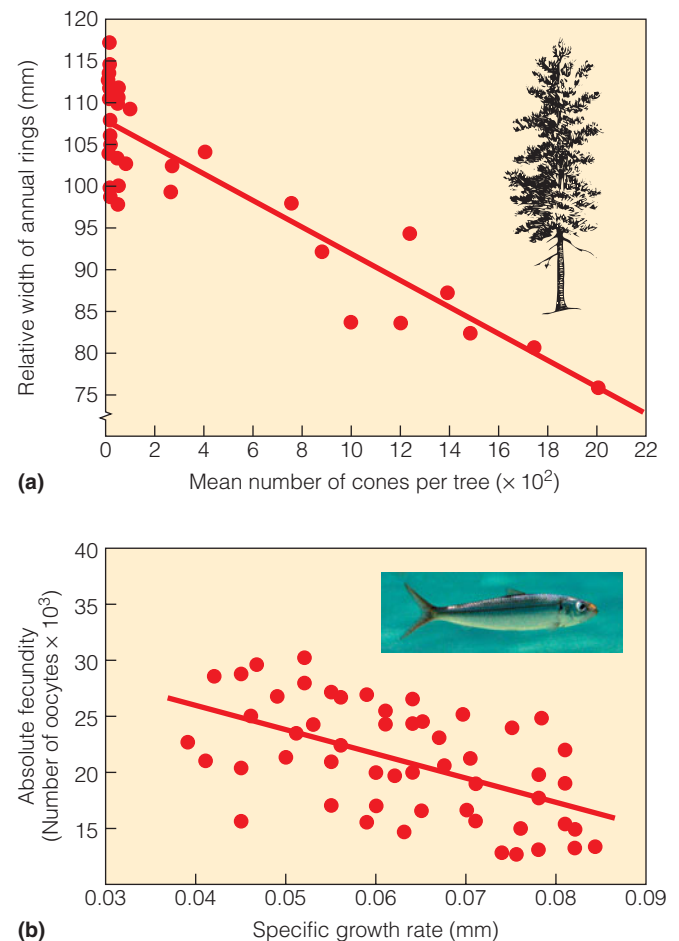 120
115
110
105
100
95
90
85
80
75
Relative width of annual rings (mm)
0 2 4 6 8 10 12 14 16 18 20 22
(a) Mean number of cones per tree (× 10²)
40
35
30
25
20
15
Absolute fecundity
(Number of oocytes × 10³)
0.03 0.04 0.05 0.06 0.07 0.08 0.09
(b) Specific growth rate (mm)